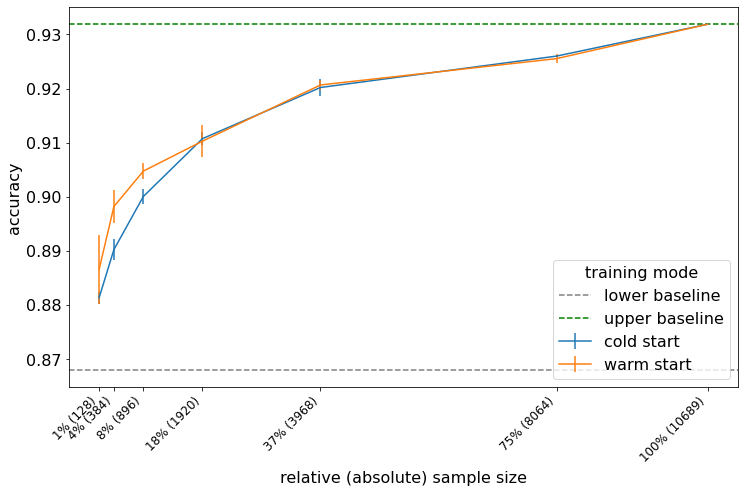 accuracy
0.93
0.92
0.91
0.90
0.89
0.88
0.87
training mode
lower baseline
upper baseline
cold start
warm start
1% (128)
4% (384)
8% (896)
18% (1920)
37% (3968)
75% (8064)
100% (10689)
relative (absolute) sample size